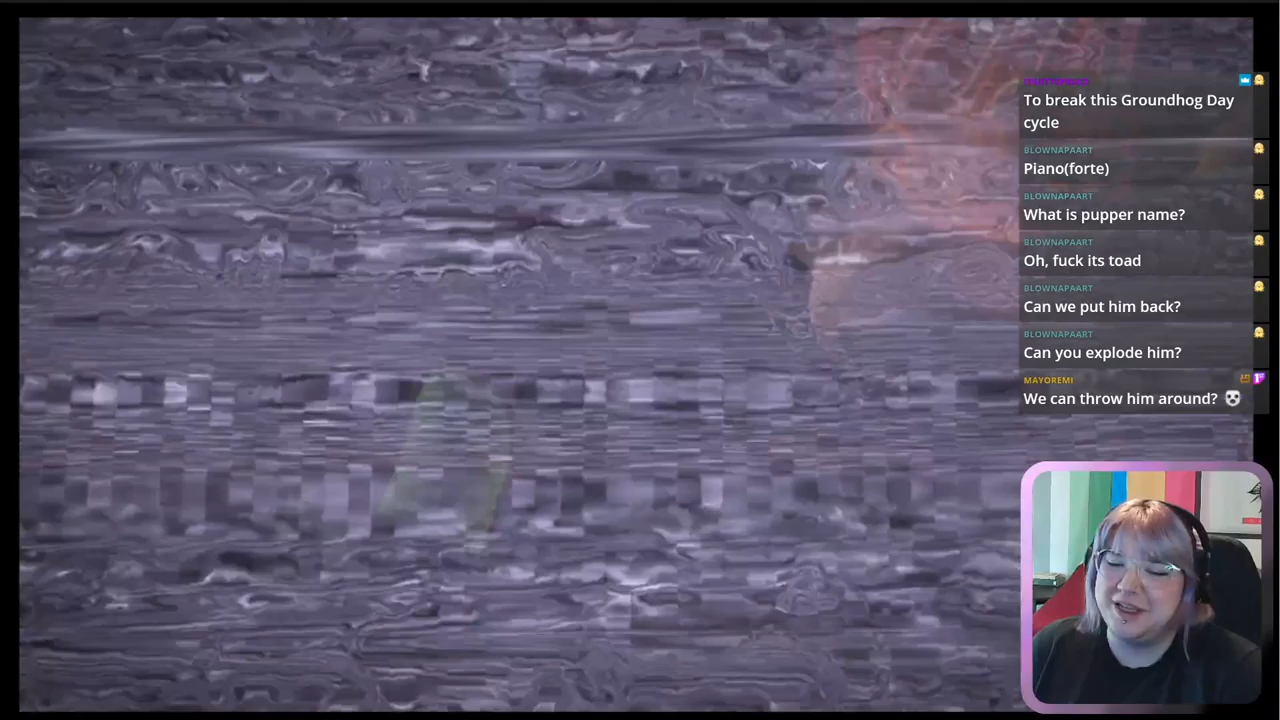 To break this Groundhog Day
cycle
BLOWNAPAART
Piano(forte)
BLOWNAPAART
What is pupper name?
BLOWNAPAART
Oh, fuck its toad
BLOWNAPAART
Can we put him back?
BLOWNAPAART
Can you explode him?
MAYOREMI
We can throw him around?